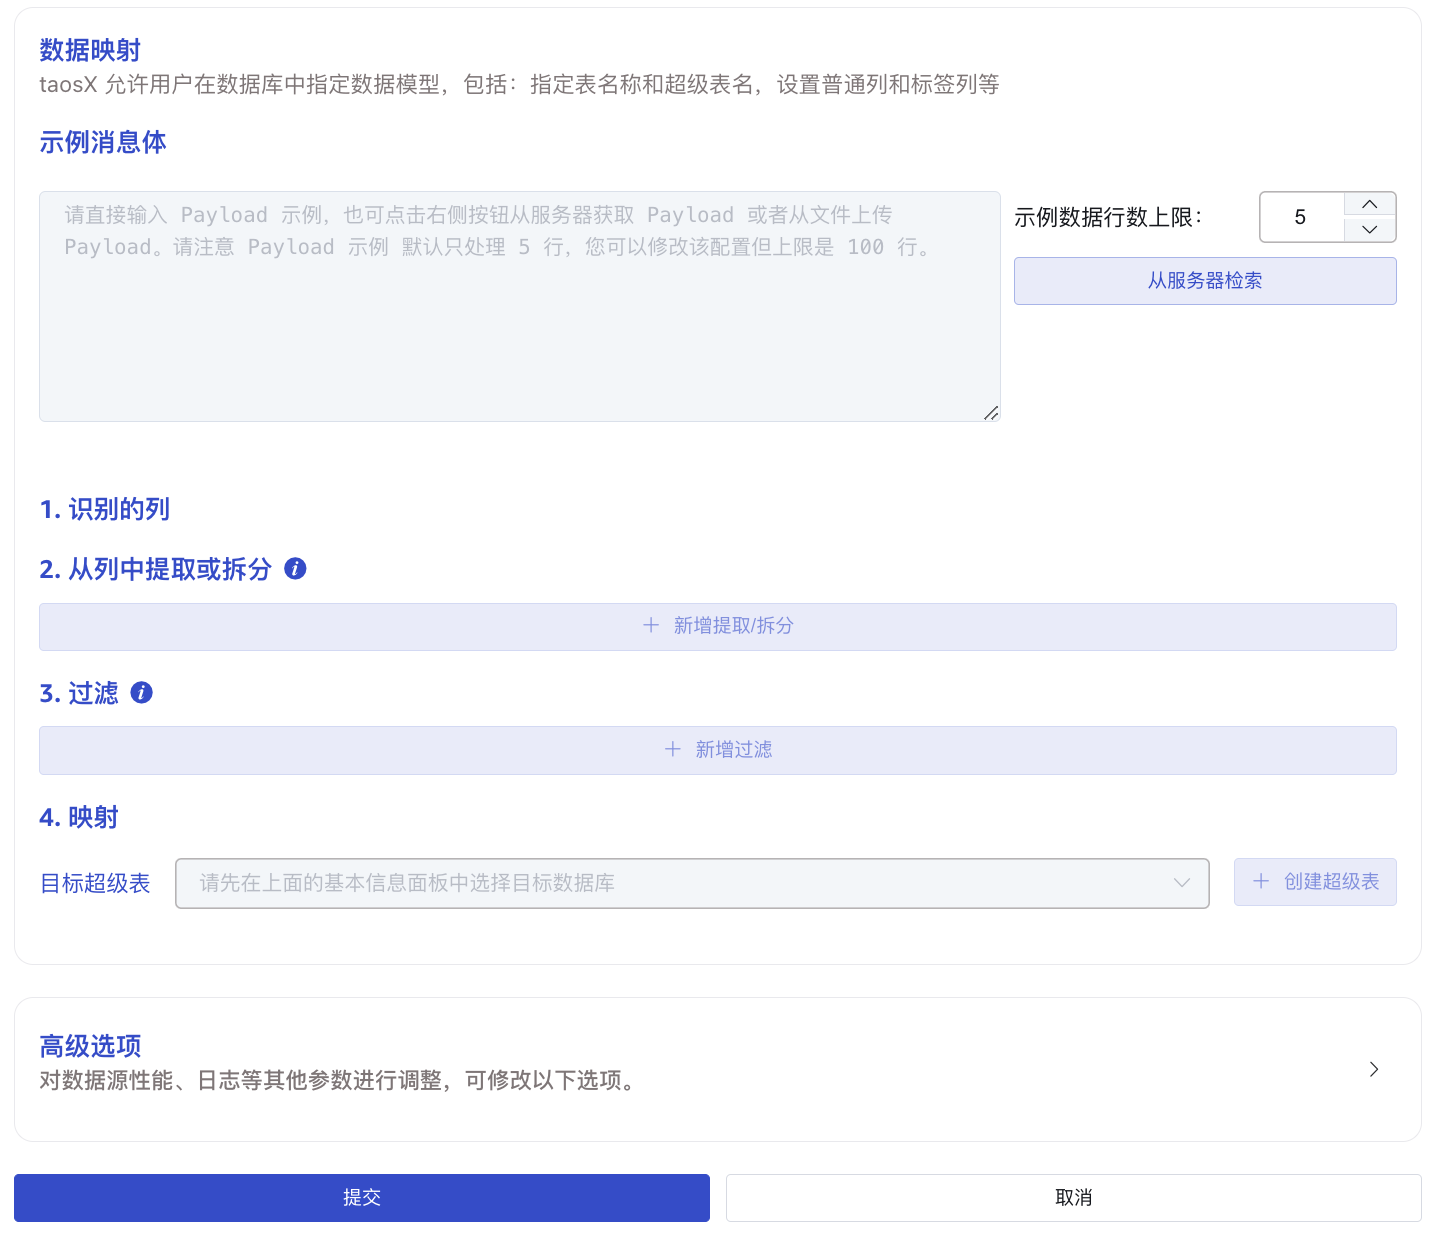 数据映射
taosX 允许用户在数据库中指定数据模型，包括：指定表名称和超级表名，设置普通列和标签列等
示例消息体
请直接输入 Payload 示例，也可点击右侧按钮从服务器获取 Payload 或者从文件上传
Payload。请注意 Payload 示例 默认只处理 5 行，您可以修改该配置但上限是 100 行。
示例数据行数上限：
5
从服务器检索
1. 识别的列
2. 从列中提取或拆分
新增提取/拆分
3. 过滤
新增过滤
4. 映射
目标超级表
请先在上面的基本信息面板中选择目标数据库
创建超级表
高级选项
对数据源性能、日志等其他参数进行调整，可修改以下选项。
提交
取消